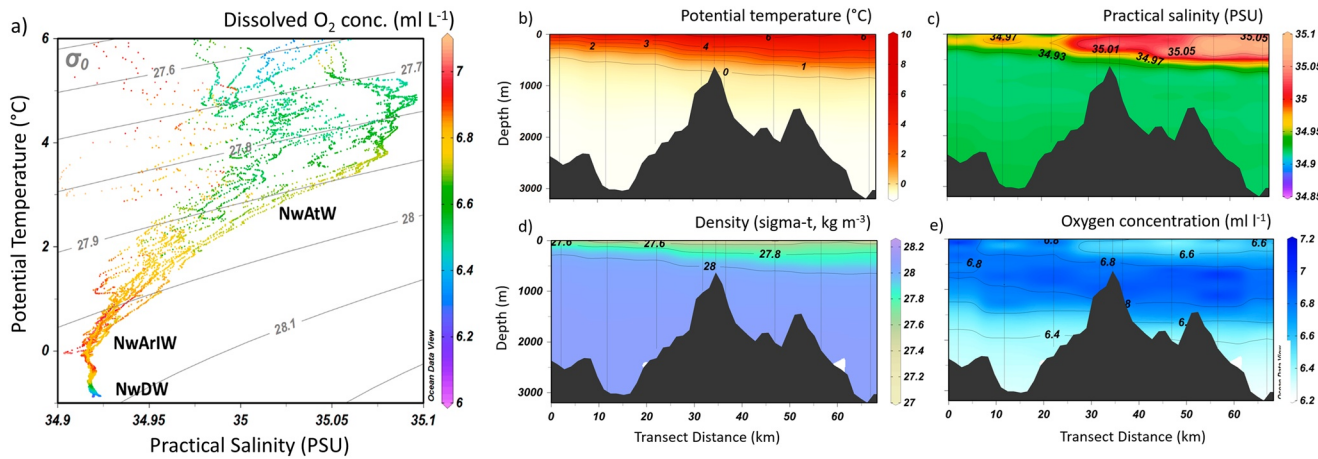 a) Dissolved O2 conc. (ml L-1)
σ0
27.6
27.7
27.8
27.9
28
28.1
NwAtW
NwArIW
NwDW
6
4
2
0
Potential Temperature (°C)
34.9 34.95 35 35.05 35.1
Practical Salinity (PSU)
7
6.8
6.6
6.4
6.2
6
Ocean Data View
b) Potential temperature (°C)
2 3 4 6 6
0 1
0
1000
2000
3000
Depth (m)
10
8
6
4
2
0
c) Practical salinity (PSU)
34.97 35.01 35.05 35.05
34.93 34.97
35.1
35.05
35
34.95
34.9
34.85
d) Density (sigma-t, kg m-3)
27.6 27.6 27.8
28
0
1000
2000
3000
Depth (m)
0 10 20 30 40 50 60
Transect Distance (km)
28.2
28
27.8
27.6
27.4
27.2
27
e) Oxygen concentration (ml l-1)
6.8 6.6
6.8 6.8
6.4
0 10 20 30 40 50 60
Transect Distance (km)
7.2
7
6.8
6.6
6.4
6.2